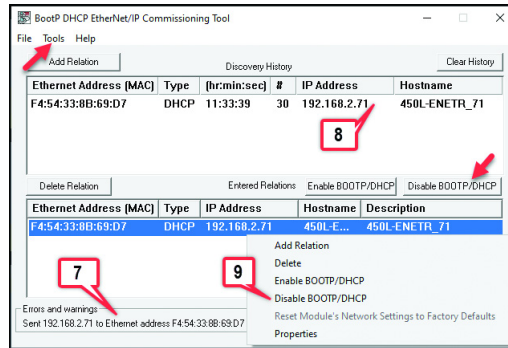 BootP DHCP EtherNet/IP Commissioning Tool
File Tools Help
Add Relation Discovery History Clear History
Ethernet Address (MAC) Type (hr:min:sec) # IP Address Hostname
F4:54:33:8B:69:D7 DHCP 11:33:39 30 192.168.2.71 450L-ENETR_71
8
Delete Relation Entered Relations Enable BOOTP/DHCP Disable BOOTP/DHCP
Ethernet Address (MAC) Type IP Address Hostname Description
F4:54:33:8B:69:D7 DHCP 192.168.2.71 450L-E... 450L-ENETR_71
Add Relation
Delete
7 9
Enable BOOTP/DHCP
Disable BOOTP/DHCP
Errors and warnings
Sent 192.168.2.71 to Ethernet address F4:54:33:8B:69:D7
Reset Module's Network Settings to Factory Defaults
Properties